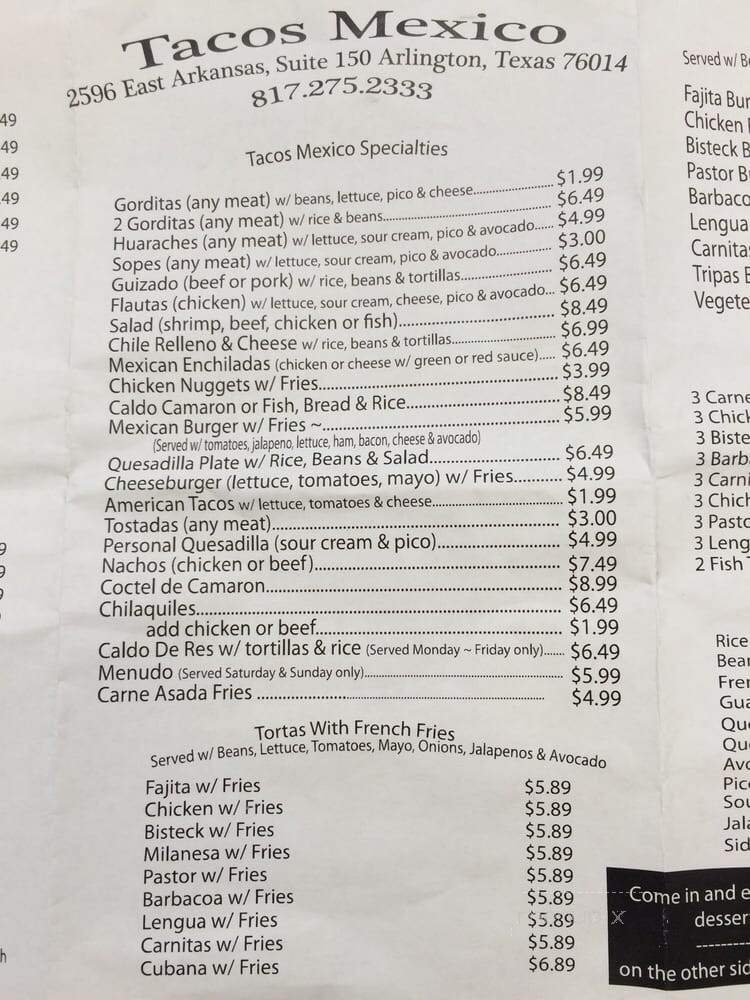 Tacos Mexico
2596 East Arkansas, Suite 150 Arlington, Texas 76014
817.275.2333
Tacos Mexico Specialties
Gorditas (any meat) w/ beans, lettuce, pico & cheese.......................... $1.99
2 Gorditas (any meat) w/ rice & beans................................................ $6.49
Huaraches (any meat) w/ lettuce, sour cream, pico & avocado..... $4.99
Sopes (any meat) w/ lettuce, sour cream, pico & avocado............... $3.00
Guizado (beef or pork) w/ rice, beans & tortillas......................... $6.49
Flautas (chicken) w/ lettuce, sour cream, cheese, pico & avocado... $6.49
Salad (shrimp, beef, chicken or fish)................................ $8.49
Chile Relleno & Cheese w/ rice, beans & tortillas............................ $6.99
Mexican Enchiladas (chicken or cheese w/ green or red sauce)..... $6.49
Chicken Nuggets w/ Fries.................................................. $3.99
Caldo Camaron or Fish, Bread & Rice................................ $8.49
Mexican Burger w/ Fries ~.................................................. $5.99
(Served w/ tomatoes, jalapeno, lettuce, ham, bacon, cheese & avocado)
Quesadilla Plate w/ Rice, Beans & Salad........................... $6.49
Cheeseburger (lettuce, tomatoes, mayo) w/ Fries.......... $4.99
American Tacos w/ lettuce, tomatoes & cheese................................. $1.99
Tostadas (any meat)............................................................ $3.00
Personal Quesadilla (sour cream & pico).......................... $4.99
Nachos (chicken or beef).................................................... $7.49
Coctel de Camaron.............................................................. $8.99
Chilaquiles........................................................................... $6.49
add chicken or beef.................................................... $1.99
Caldo De Res w/ tortillas & rice (Served Monday ~ Friday only)...... $6.49
Menudo (Served Saturday & Sunday only)........................................................ $5.99
Carne Asada Fries ............................................................ $4.99
Tortas With French Fries
Served w/ Beans, Lettuce, Tomatoes, Mayo, Onions, Jalapenos & Avocado
Fajita w/ Fries $5.89
Chicken w/ Fries $5.89
Bisteck w/ Fries $5.89
Milanesa w/ Fries $5.89
Pastor w/ Fries $5.89
Barbacoa w/ Fries $5.89
Lengua w/ Fries $5.89
Carnitas w/ Fries $5.89
Cubana w/ Fries $6.89
49
49
49
49
49
49
Served w/
Fajita
Chicken
Bisteck
Pastor
Barbaco
Lengua
Carnitas
Tripas
Vegete
3 Carne
3 Chick
3 Biste
3 Barb
3 Carni
3 Chich
3 Pasto
3 Leng
2 Fish
Rice
Bear
Fren
Gua
Que
Que
Avo
Pico
Sou
Jala
Sid
Come in and
desser
on the other sid